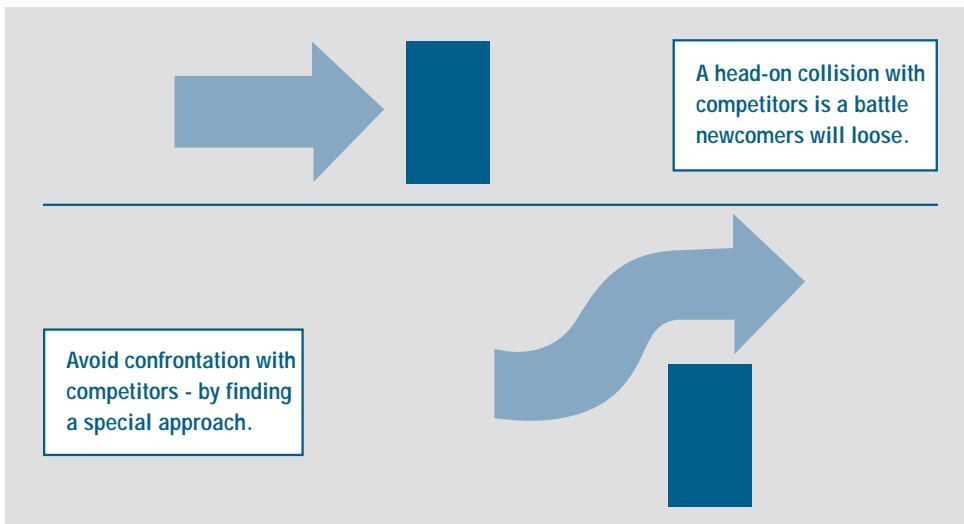 A head-on collision with
competitors is a battle
newcomers will loose.
Avoid confrontation with
competitors - by finding
a special approach.